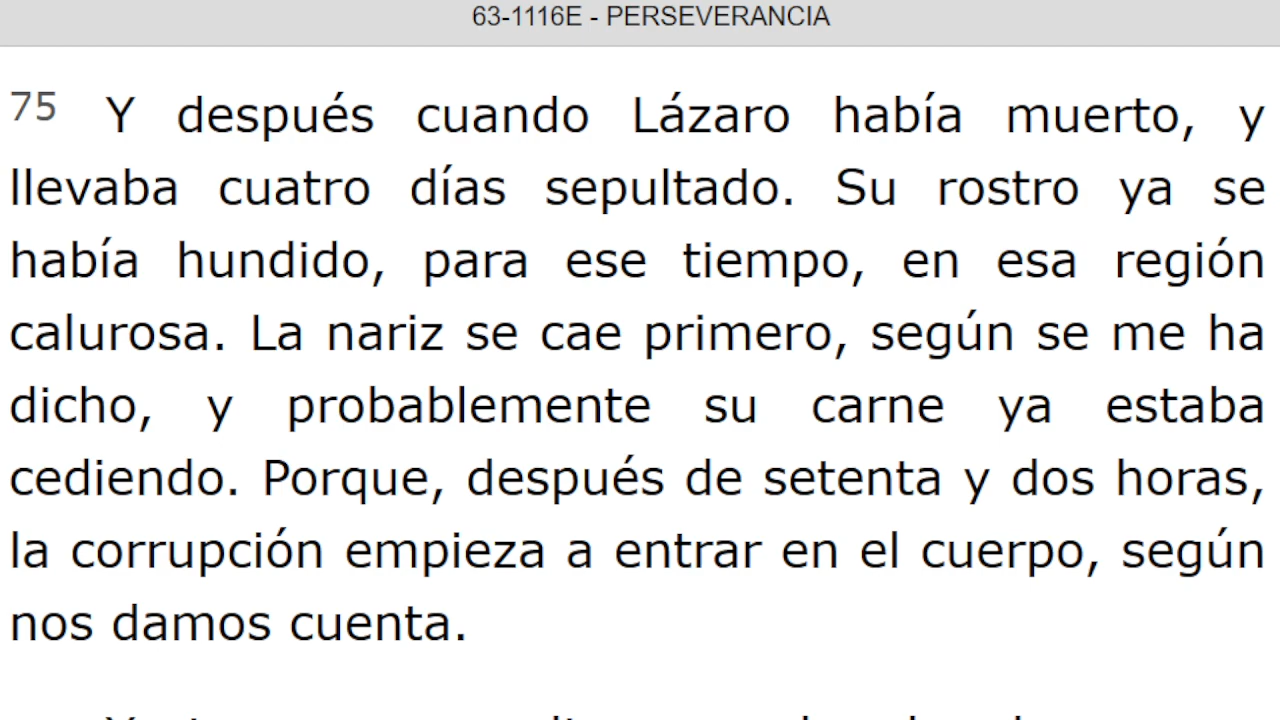 63-1116E - PERSEVERANCIA
75 Y después cuando Lázaro había muerto, y
llevaba cuatro días sepultado. Su rostro ya se
había hundido, para ese tiempo, en esa región
calurosa. La nariz se cae primero, según se me ha
dicho, y probablemente su carne ya estaba
cediendo. Porque, después de setenta y dos horas,
la corrupción empieza a entrar en el cuerpo, según
nos damos cuenta.